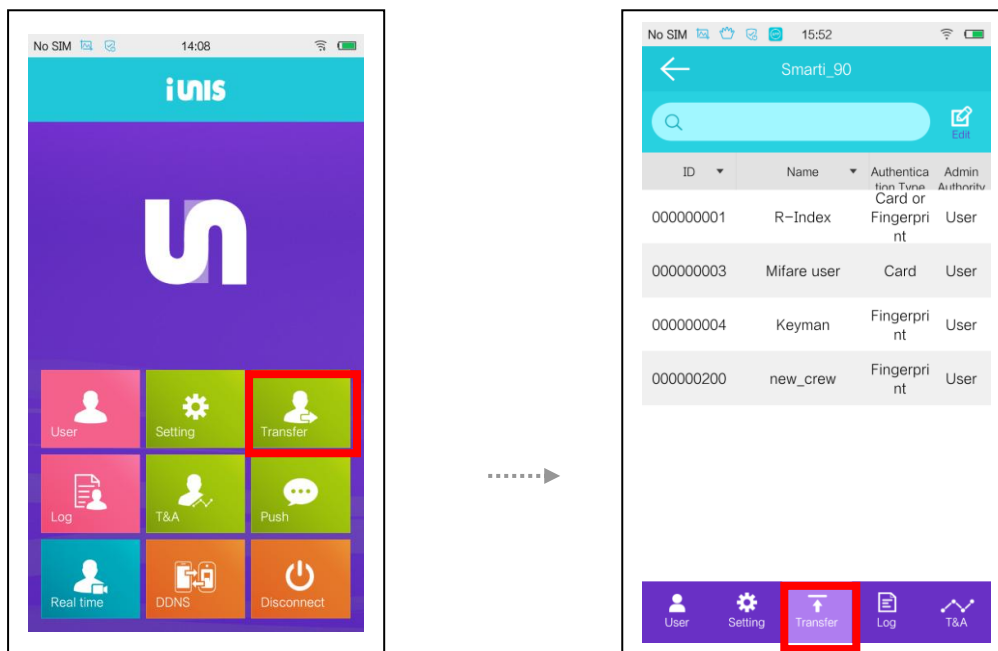 No SIM 14:08
iUNIS
un
User Setting Transfer
Log T&A Push
Real time DDNS Disconnect
No SIM 15:52
Smarti_90
Edit
ID Name Authentica Admin
tion Type Authority
000000001 R-Index Card or Fingerpri nt User
000000003 Mifare user Card User
000000004 Keyman Fingerpri nt User
000000200 new_crew Fingerpri nt User
User Setting Transfer Log T&A